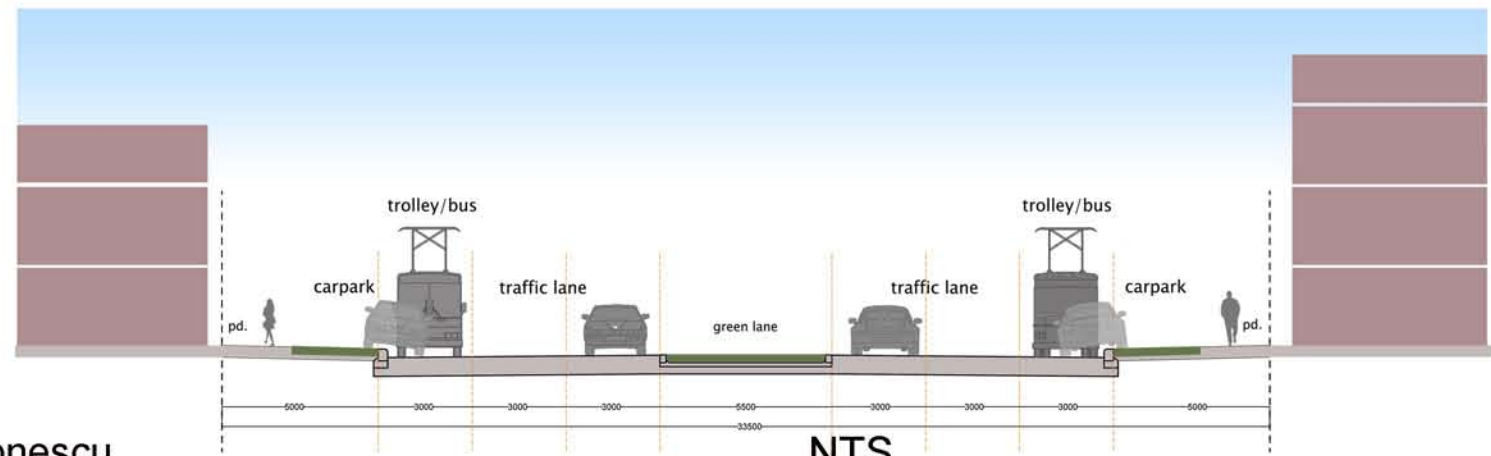 trolley/bus trolley/bus
carpark traffic lane traffic lane carpark
pd. green lane pd.
5000 3000 3000 3000 5500 3000 3000 3000 5000
33500
onescu NTS